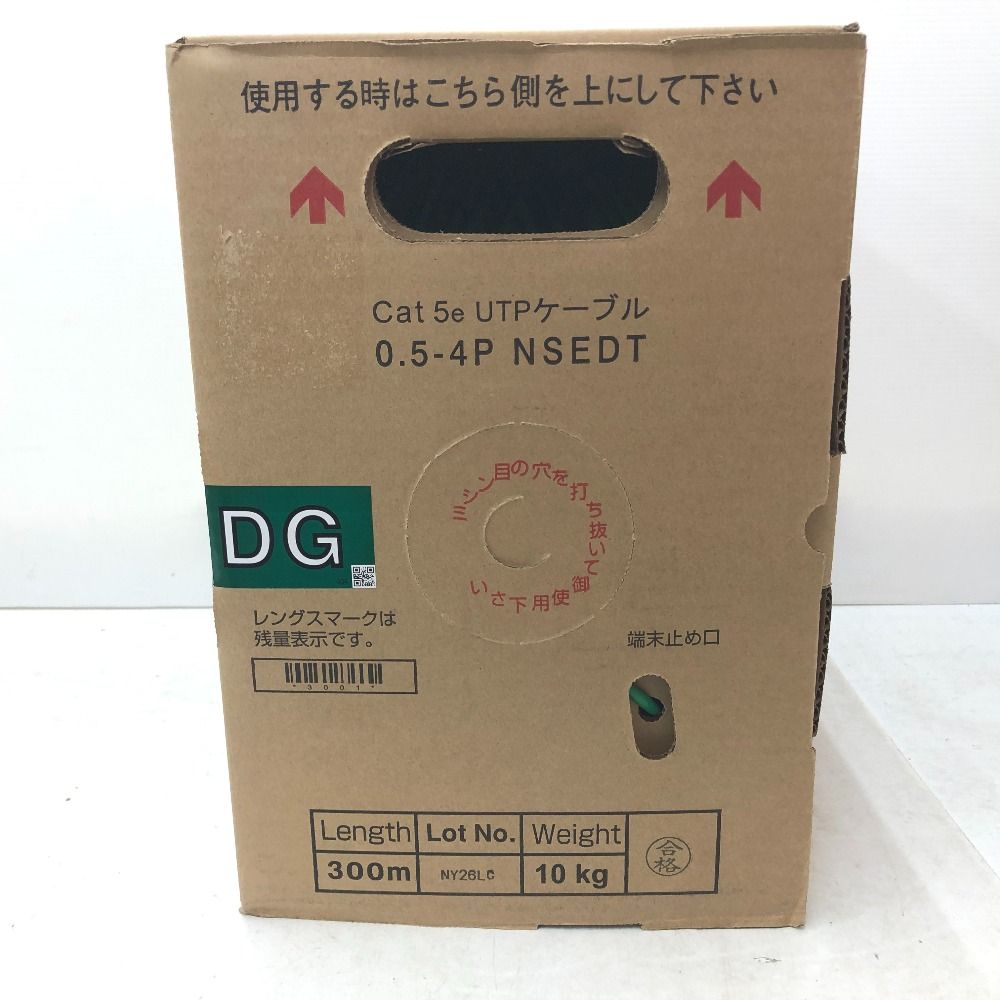 使用する時はこちら側を上にして下さい
Cat 5e UTPケーブル
0.5-4P NSEDT
ミシン目の穴を打ち抜いて御使用下さい
DG
レングスマークは
残量表示です。
*3001*
端末止め口
Length Lot No. Weight
300m NY26LC 10 kg
合格